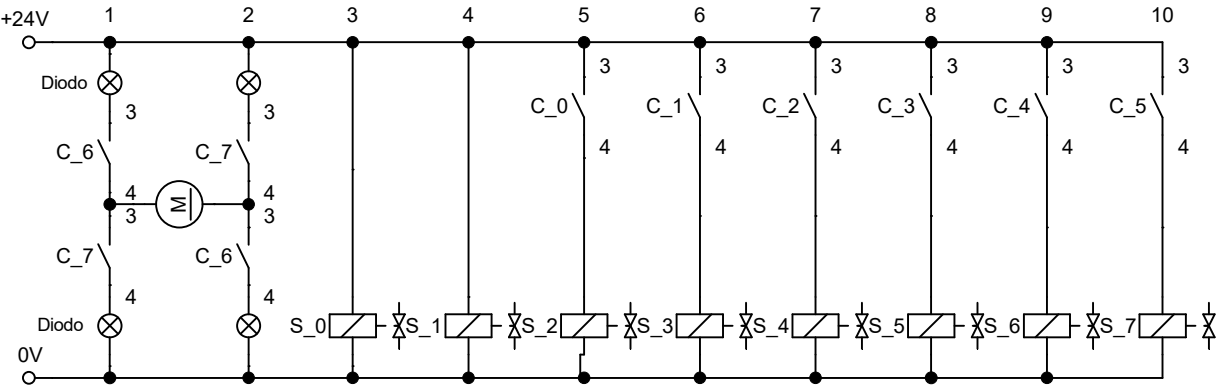 1 2 3 4 5 6 7 8 9 10
+24V
Diodo
3 3 3 3 3 3 3 3
C_0 C_1 C_2 C_3 C_4 C_5
C_6 C_7
4 4 4 4 4 4
4 M 4
3 3
C_7 C_6
4 4
Diodo S_0 S_1 S_2 S_3 S_4 S_5 S_6 S_7
0V